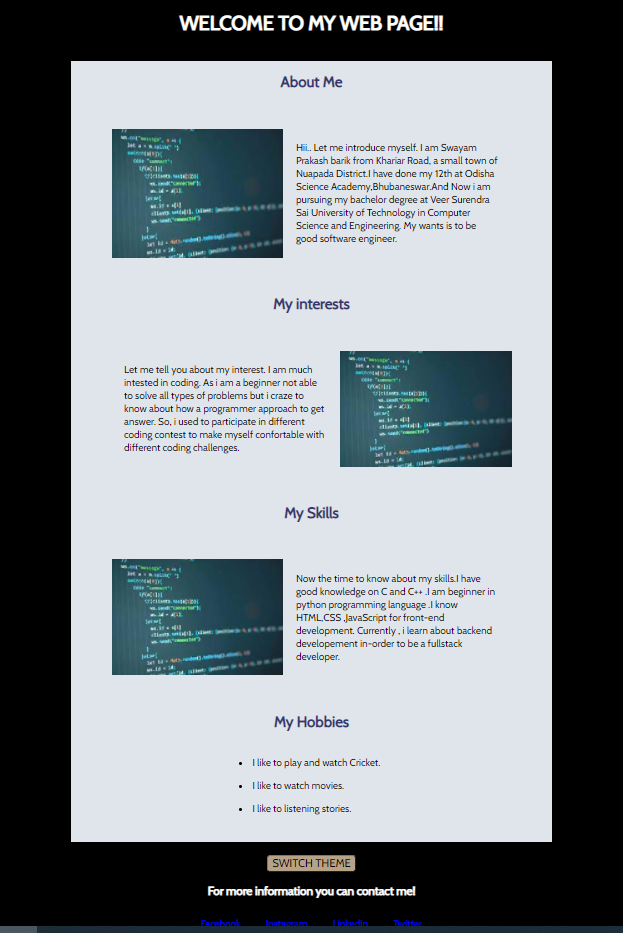 WELCOME TO MY WEB PAGE!!
About Me
Hii.. Let me introduce myself. I am Swayam
Prakash barik from Khariar Road, a small town of
Nuapada District.I have done my 12th at Odisha
Science Academy,Bhubaneswar.And Now i am
pursuing my bachelor degree at Veer Surendra
Sai University of Technology in Computer
Science and Engineering. My wants is to be
good software engineer.
My interests
Let me tell you about my interest. I am much
intested in coding. As i am a beginner not able
to solve all types of problems but i craze to
know about how a programmer approach to get
answer. So, i used to participate in different
coding contest to make myself confortable with
different coding challenges.
My Skills
Now the time to know about my skills.I have
good knowledge on C and C++ .I am beginner in
python programming language .I know
HTML,CSS ,JavaScript for front-end
development. Currently , i learn about backend
developement in-order to be a fullstack
developer.
My Hobbies
• I like to play and watch Cricket.
• I like to watch movies.
• I like to listening stories.
SWITCH THEME
For more information you can contact me!
Facebook Instagram Linkedin Twitter